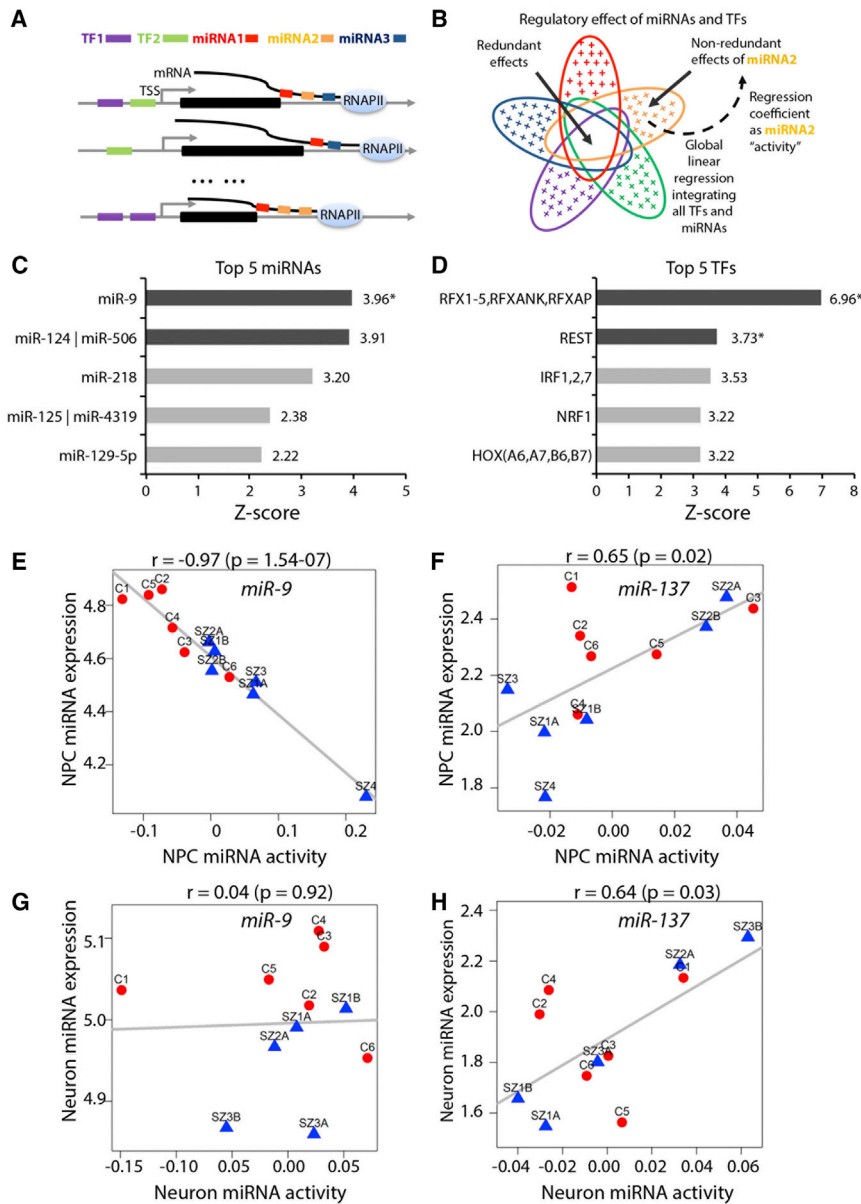 A
TF1 TF2 miRNA1 miRNA2 miRNA3
mRNA
TSS
RNAPII
RNAPII
... ...
RNAPII
B
Regulatory effect of miRNAs and TFs
Redundant
effects
Non-redundant
effects of miRNA2
Regression
coefficient
as miRNA2
"activity"
Global
linear
regression
integrating
all TFs and
miRNAs
C
Top 5 miRNAs
miR-9 3.96*
miR-124 | miR-506 3.91
miR-218 3.20
miR-125 | miR-4319 2.38
miR-129-5p 2.22
0 1 2 3 4 5
Z-score
D
Top 5 TFs
RFX1-5,RFXANK,RFXAP 6.96*
REST 3.73*
IRF1,2,7 3.53
NRF1 3.22
HOX(A6,A7,B6,B7) 3.22
0 1 2 3 4 5 6 7 8
Z-score
E
r = -0.97 (p = 1.54-07)
miR-9
NPC miRNA expression
4.8
4.6
4.4
4.2
C1 C5 C2
C4
C3
SZ2A
SZ1B
SZ2B
C6
SZ3
SZ1A
SZ4
-0.1 0 0.1 0.2
NPC miRNA activity
F
r = 0.65 (p = 0.02)
miR-137
NPC miRNA expression
2.4
2.2
2.0
1.8
C1
SZ2A
C3
C2
SZ2B
C6
C5
SZ3
C4
SZ1B
SZ1A
SZ4
-0.02 0.00 0.02 0.04
NPC miRNA activity
G
r = 0.04 (p = 0.92)
miR-9
Neuron miRNA expression
5.1
5.0
4.9
C4
C3
C5
C1
C2
SZ1B
SZ1A
SZ2A
C6
SZ3B
SZ3A
-0.15 -0.10 0.05 0.00 0.05
Neuron miRNA activity
H
r = 0.64 (p = 0.03)
miR-137
Neuron miRNA expression
2.4
2.2
2.0
1.8
1.6
SZ3B
SZ2A
C1
C4
C2
C3
SZ3A
C6
SZ1B
SZ1A
C5
-0.04 -0.02 0.00 0.02 0.04 0.06
Neuron miRNA activity